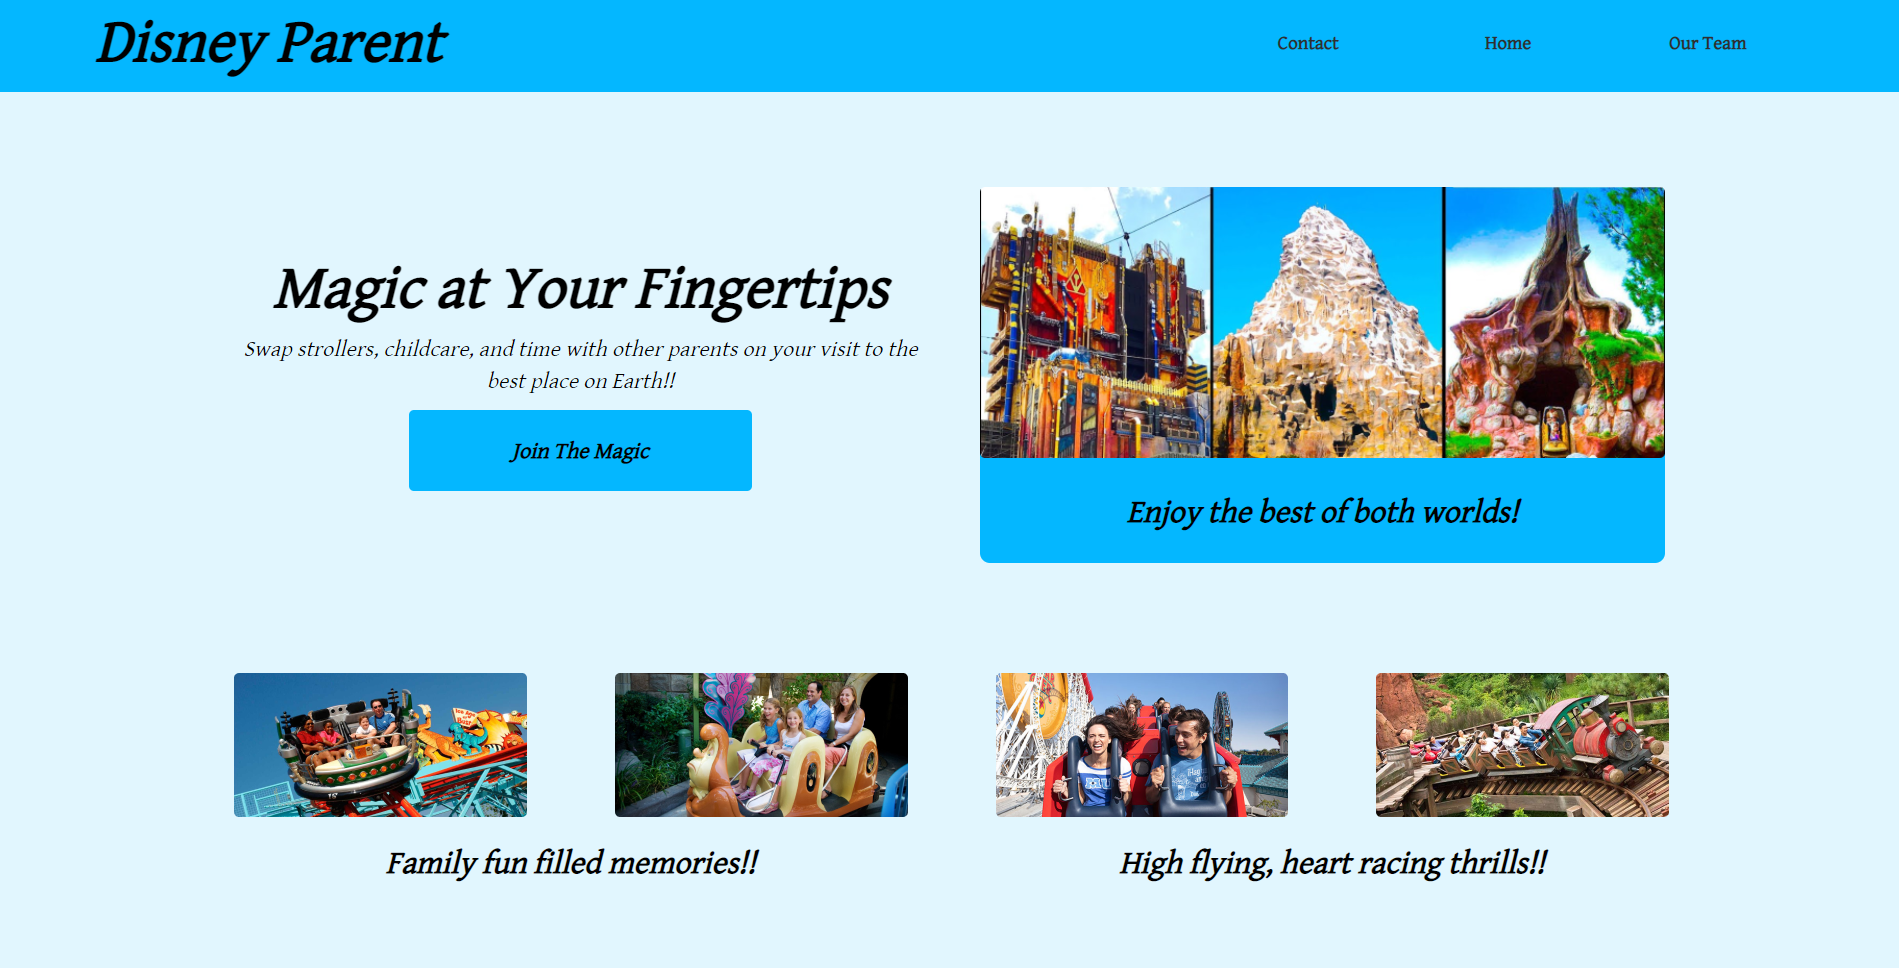 Disney Parent
Contact
Home
Our Team
Magic at Your Fingertips
Swap strollers, childcare, and time with other parents on your visit to the
best place on Earth!!
Join The Magic
Enjoy the best of both worlds!
Family fun filled memories!!
High flying, heart racing thrills!!